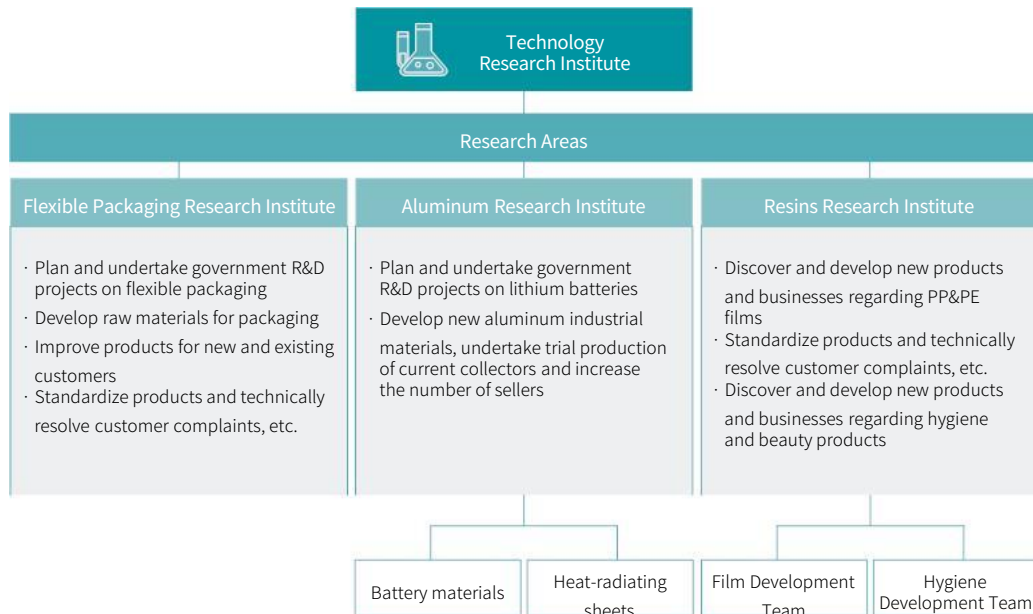 Technology
Research Institute
Research Areas
Flexible Packaging Research Institute
· Plan and undertake government R&D
projects on flexible packaging
· Develop raw materials for packaging
· Improve products for new and existing
customers
· Standardize products and technically
resolve customer complaints, etc.
Aluminum Research Institute
· Plan and undertake government
R&D projects on lithium batteries
· Develop new aluminum industrial
materials, undertake trial production
of current collectors and increase
the number of sellers
Resins Research Institute
· Discover and develop new products
and businesses regarding PP&PE
films
· Standardize products and technically
resolve customer complaints, etc.
· Discover and develop new products
and businesses regarding hygiene
and beauty products
Battery materials
Heat-radiating
sheets
Film Development
Team
Hygiene
Development Team